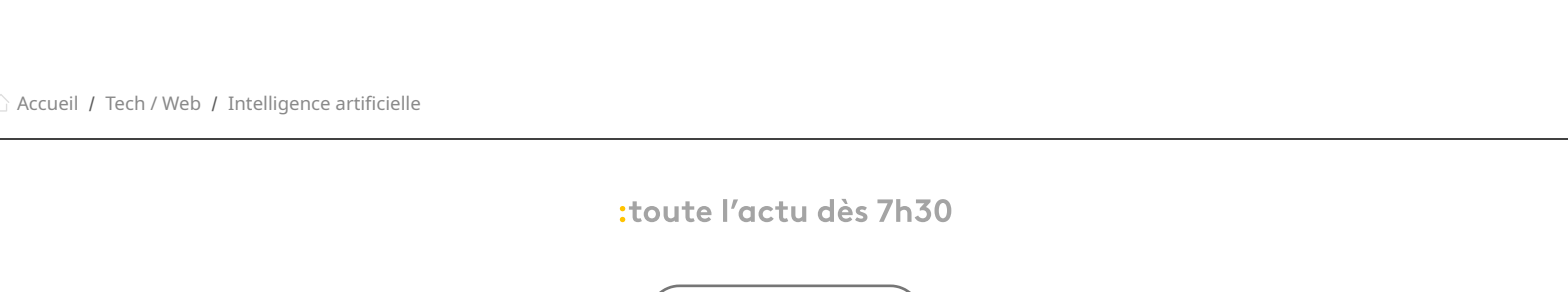 Accueil / Tech / Web / Intelligence artificielle
:toute l’actu dès 7h30